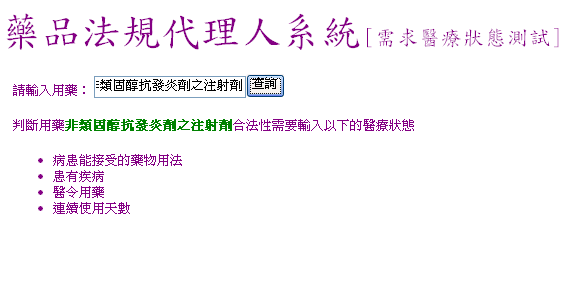 藥品法規代理人系統[需求醫療狀態測試]
請輸入用藥： 類固醇抗發炎劑之注射劑 查詢
判斷用藥非類固醇抗發炎劑之注射劑合法性需要輸入以下的醫療狀態
病患能接受的藥物用法
患有疾病
醫令用藥
連續使用天數